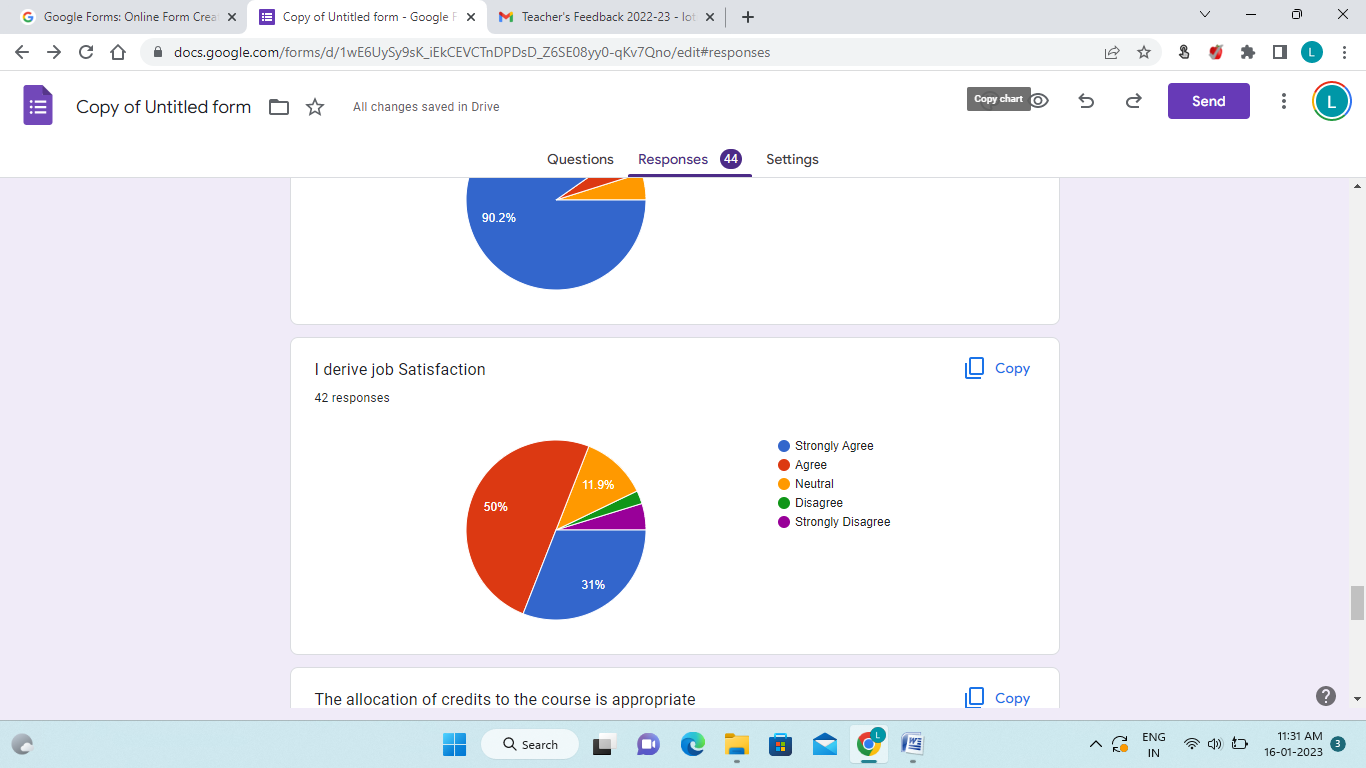 Google Forms: Online Form Crea
Copy of Untitled form - Google F
Teacher's Feedback 2022-23 - Iot
docs.google.com/forms/d/1wE6UySy9sK_iEkCEVCTnDPDsD_Z6SE08yy0-qKv7Qno/edit#responses
L
Copy of Untitled form
All changes saved in Drive
Copy chart
Send
L
Questions
Responses 44
Settings
90.2%
I derive job Satisfaction
Copy
42 responses
Strongly Agree
Agree
Neutral
Disagree
Strongly Disagree
11.9%
50%
31%
The allocation of credits to the course is appropriate
Copy
Search
L
ENG
IN
11:31 AM
16-01-2023
3